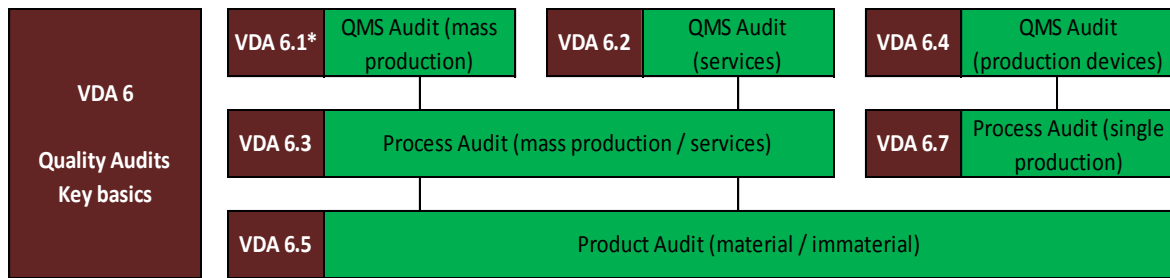 VDA 6
Quality Audits
Key basics
VDA 6.1*
QMS Audit (mass
production)
VDA 6.2
QMS Audit
(services)
VDA 6.4
QMS Audit
(production devices)
VDA 6.3
Process Audit (mass production / services)
VDA 6.7
Process Audit (single
production)
VDA 6.5
Product Audit (material / immaterial)